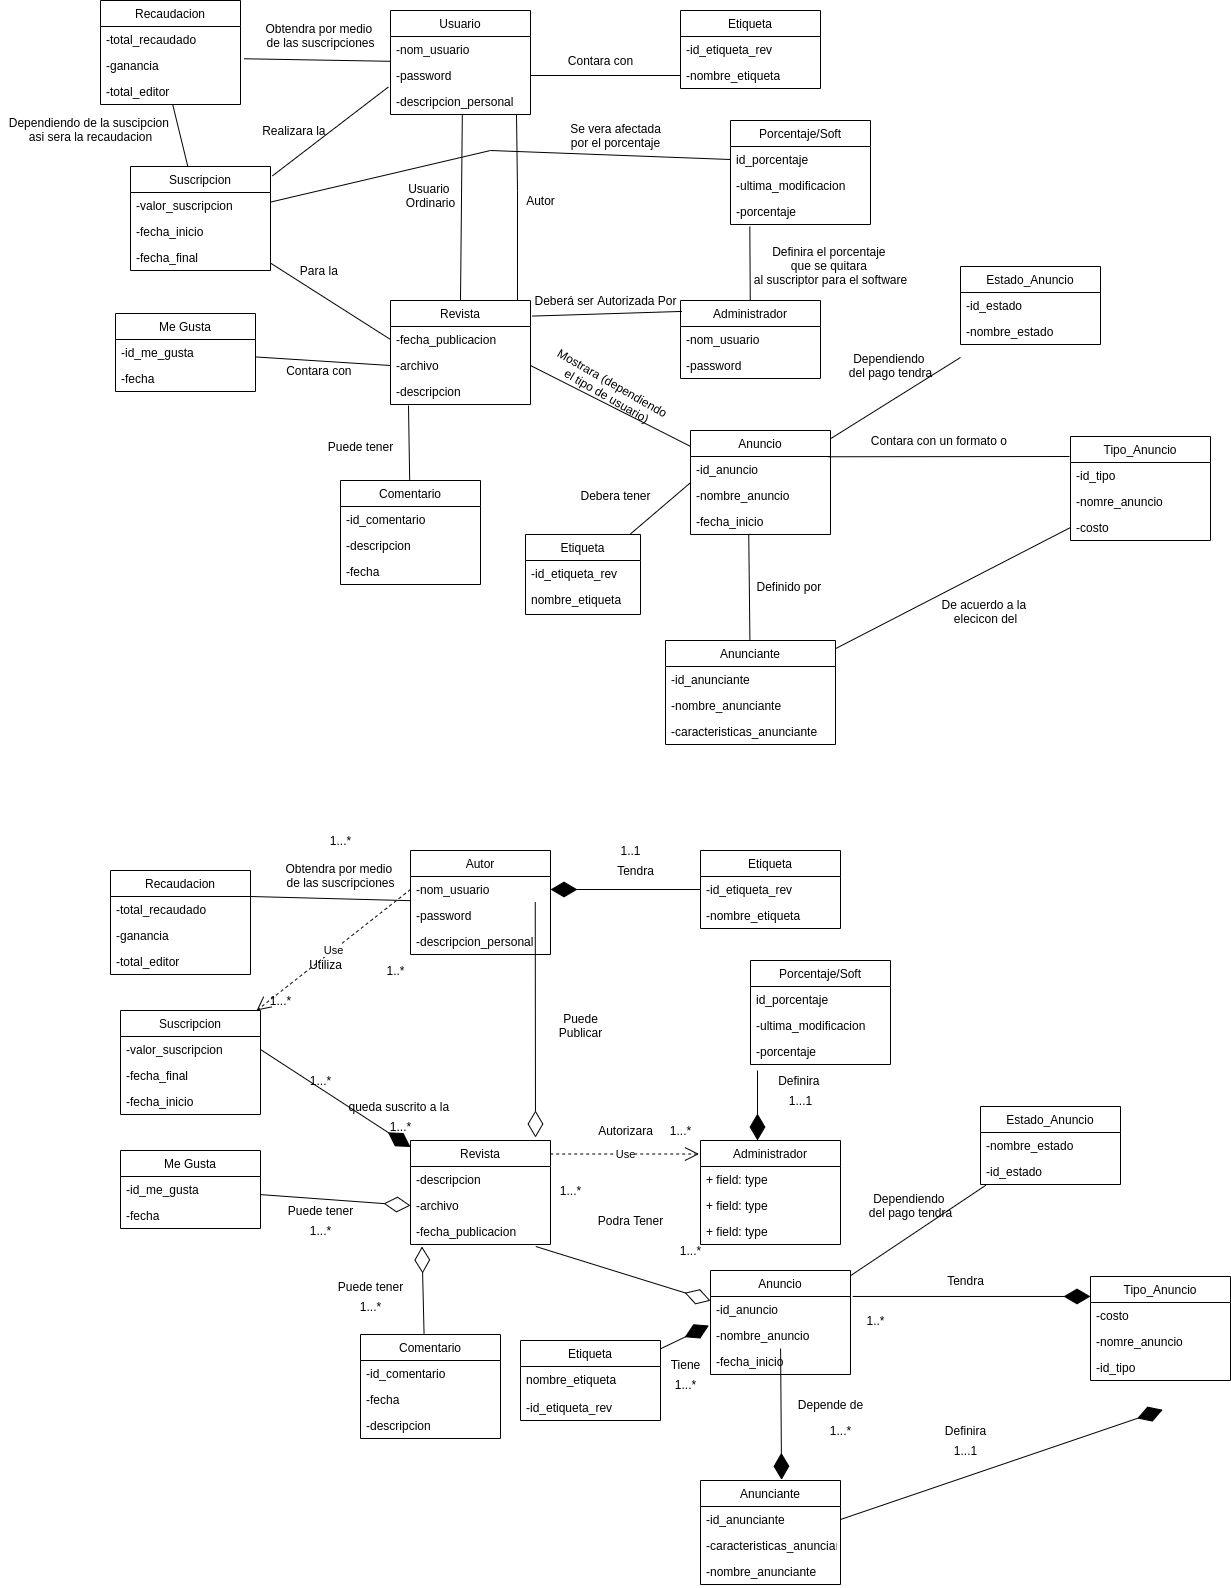 Recaudacion
-total_recaudado
-ganancia
-total_editor
Obtendra por medio
de las suscripciones
Usuario
-nom_usuario
-password
-descripcion_personal
Contara con
Etiqueta
-id_etiqueta_rev
-nombre_etiqueta
Dependiendo de la suscipcion
asi sera la recaudacion
Realizara la
Se vera afectada
por el porcentaje
Porcentaje/Soft
id_porcentaje
-ultima_modificacion
-porcentaje
Suscripcion
-valor_suscripcion
-fecha_inicio
-fecha_final
Usuario
Ordinario
Autor
Definira el porcentaje
que se quitara
al suscriptor para el software
Para la
Deberá ser Autorizada Por
Estado_Anuncio
-id_estado
-nombre_estado
Me Gusta
-id_me_gusta
-fecha
Contara con
Revista
-fecha_publicacion
-archivo
-descripcion
Administrador
-nom_usuario
-password
Mostrara (dependiendo
el tipo de usuario)
Dependiendo
del pago tendra
Puede tener
Anuncio
-id_anuncio
-nombre_anuncio
-fecha_inicio
Contara con un formato o
Tipo_Anuncio
-id_tipo
-nomre_anuncio
-costo
Comentario
-id_comentario
-descripcion
-fecha
Debera tener
Etiqueta
-id_etiqueta_rev
nombre_etiqueta
Definido por
De acuerdo a la
elecicon del
Anunciante
-id_anunciante
-nombre_anunciante
-caracteristicas_anunciante
1...*
Obtendra por medio
de las suscripciones
Autor
-nom_usuario
-password
-descripcion_personal
1..1
Tendra
Etiqueta
-id_etiqueta_rev
-nombre_etiqueta
Recaudacion
-total_recaudado
-ganancia
-total_editor
Use
Utiliza
1..*
1...*
Porcentaje/Soft
id_porcentaje
-ultima_modificacion
-porcentaje
Suscripcion
-valor_suscripcion
-fecha_final
-fecha_inicio
Puede
Publicar
1...*
queda suscrito a la
1...*
Definira
1...1
Autorizara
1...*
Use
Estado_Anuncio
-nombre_estado
-id_estado
Me Gusta
-id_me_gusta
-fecha
Puede tener
1...*
Revista
-descripcion
-archivo
-fecha_publicacion
1...*
Podra Tener
1...*
Administrador
+ field: type
+ field: type
+ field: type
Dependiendo
del pago tendra
Puede tener
1...*
Anuncio
-id_anuncio
-nombre_anuncio
-fecha_inicio
Tendra
1..*
Tipo_Anuncio
-costo
-nomre_anuncio
-id_tipo
Comentario
-id_comentario
-fecha
-descripcion
Etiqueta
nombre_etiqueta
-id_etiqueta_rev
Tiene
1...*
Depende de
1...*
Definira
1...1
Anunciante
-id_anunciante
-caracteristicas_anuncia
-nombre_anunciante